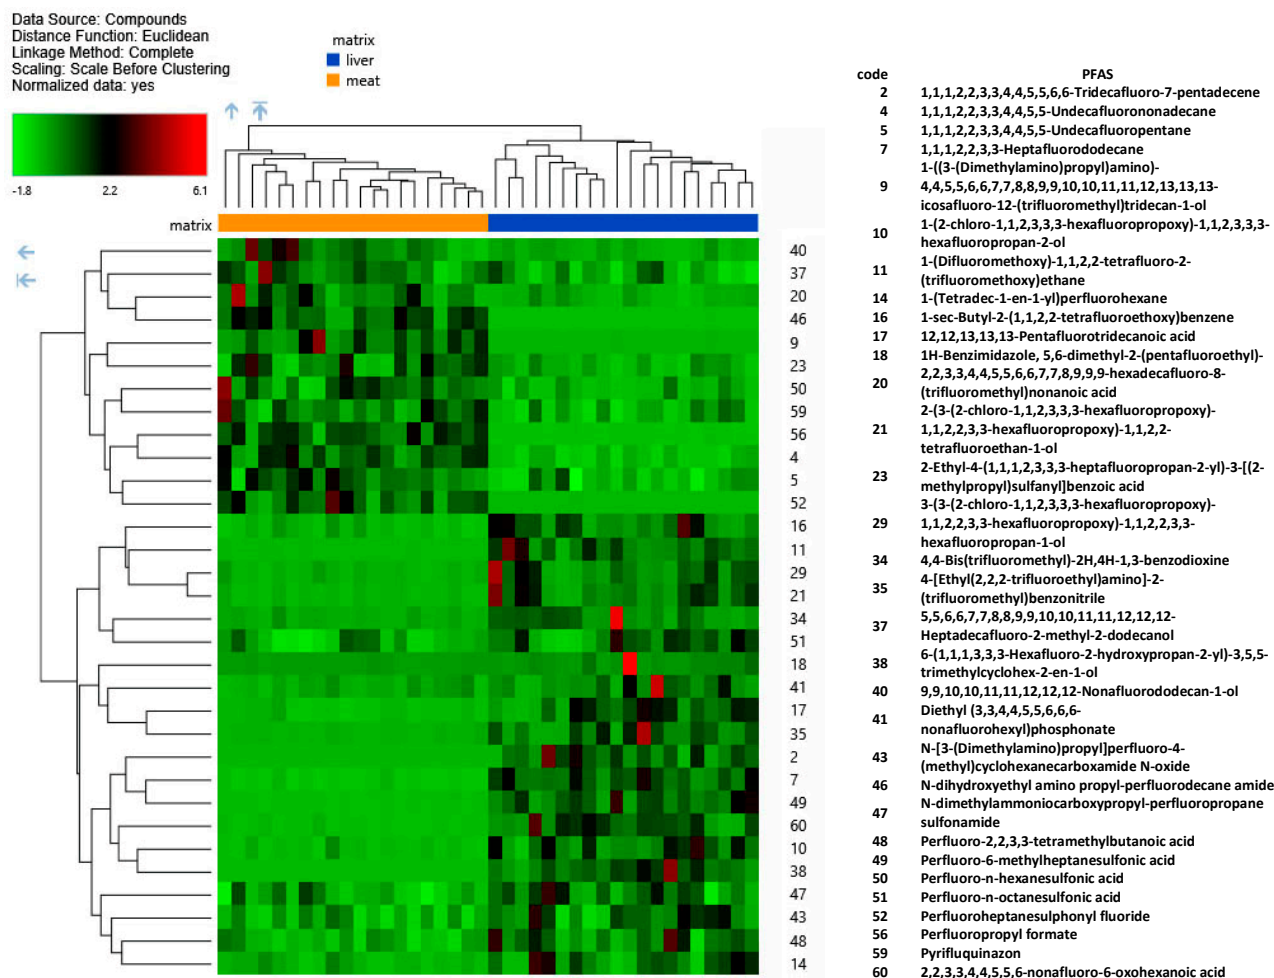 Data Source: Compounds
Distance Function: Euclidean
Linkage Method: Complete
Scaling: Scale Before Clustering
Normalized data: yes
matrix
liver
meat
-1.8 2.2 6.1
matrix
40
37
20
46
9
23
50
59
56
4
5
52
16
11
29
21
34
51
18
41
17
35
2
7
49
60
10
38
47
43
48
14
code PFAS
2 1,1,1,2,2,3,3,4,4,5,5,6,6-Tridecafluoro-7-pentadecene
4 1,1,1,2,2,3,3,4,4,5,5-Undecafluorononadecane
5 1,1,1,2,2,3,3,4,4,5,5-Undecafluoropentane
7 1,1,1,2,2,3,3-Heptafluorododecane
1-((3-(Dimethylamino)propyl)amino)-
9 4,4,5,5,6,6,7,7,8,8,9,9,10,10,11,11,12,13,13,13-
icosafluoro-12-(trifluoromethyl)tridecan-1-ol
10 1-(2-chloro-1,1,2,3,3,3-hexafluoropropoxy)-1,1,2,3,3,3-
hexafluoropropan-2-ol
11 1-(Difluoromethoxy)-1,1,2,2-tetrafluoro-2-
(trifluoromethoxy)ethane
14 1-(Tetradec-1-en-1-yl)perfluorohexane
16 1-sec-Butyl-2-(1,1,2,2-tetrafluoroethoxy)benzene
17 12,12,13,13,13-Pentafluorotridecanoic acid
18 1H-Benzimidazole, 5,6-dimethyl-2-(pentafluoroethyl)-
20 2,2,3,3,4,4,5,5,6,6,7,7,8,9,9,9-hexadecafluoro-8-
(trifluoromethyl)nonanoic acid
2-(3-(2-chloro-1,1,2,3,3,3-hexafluoropropoxy)-
21 1,1,2,2,3,3-hexafluoropropoxy)-1,1,2,2-
tetrafluoroethan-1-ol
23 2-Ethyl-4-(1,1,1,2,3,3,3-heptafluoropropan-2-yl)-3-[(2-
methylpropyl)sulfanyl]benzoic acid
3-(3-(2-chloro-1,1,2,3,3,3-hexafluoropropoxy)-
29 1,1,2,2,3,3-hexafluoropropoxy)-1,1,2,2,3,3-
hexafluoropropan-1-ol
34 4,4-Bis(trifluoromethyl)-2H,4H-1,3-benzodioxine
35 4-[Ethyl(2,2,2-trifluoroethyl)amino]-2-
(trifluoromethyl)benzonitrile
37 5,5,6,6,7,7,8,8,9,9,10,10,11,11,12,12,12-
Heptadecafluoro-2-methyl-2-dodecanol
38 6-(1,1,1,3,3,3-Hexafluoro-2-hydroxypropan-2-yl)-3,5,5-
trimethylcyclohex-2-en-1-ol
40 9,9,10,10,11,11,12,12,12-Nonafluorododecan-1-ol
41 Diethyl (3,3,4,4,5,5,6,6,6-
nonafluorohexyl)phosphonate
43 N-[3-(Dimethylamino)propyl]perfluoro-4-
(methyl)cyclohexanecarboxamide N-oxide
46 N-dihydroxyethyl amino propyl-perfluorodecane amide
47 N-dimethylammoniocarboxypropyl-perfluoropropane
sulfonamide
48 Perfluoro-2,2,3,3-tetramethylbutanoic acid
49 Perfluoro-6-methylheptanesulfonic acid
50 Perfluoro-n-hexanesulfonic acid
51 Perfluoro-n-octanesulfonic acid
52 Perfluoroheptanesulphonyl fluoride
56 Perfluoropropyl formate
59 Pyrifluquinazon
60 2,2,3,3,4,4,5,5,6-nonafluoro-6-oxohexanoic acid